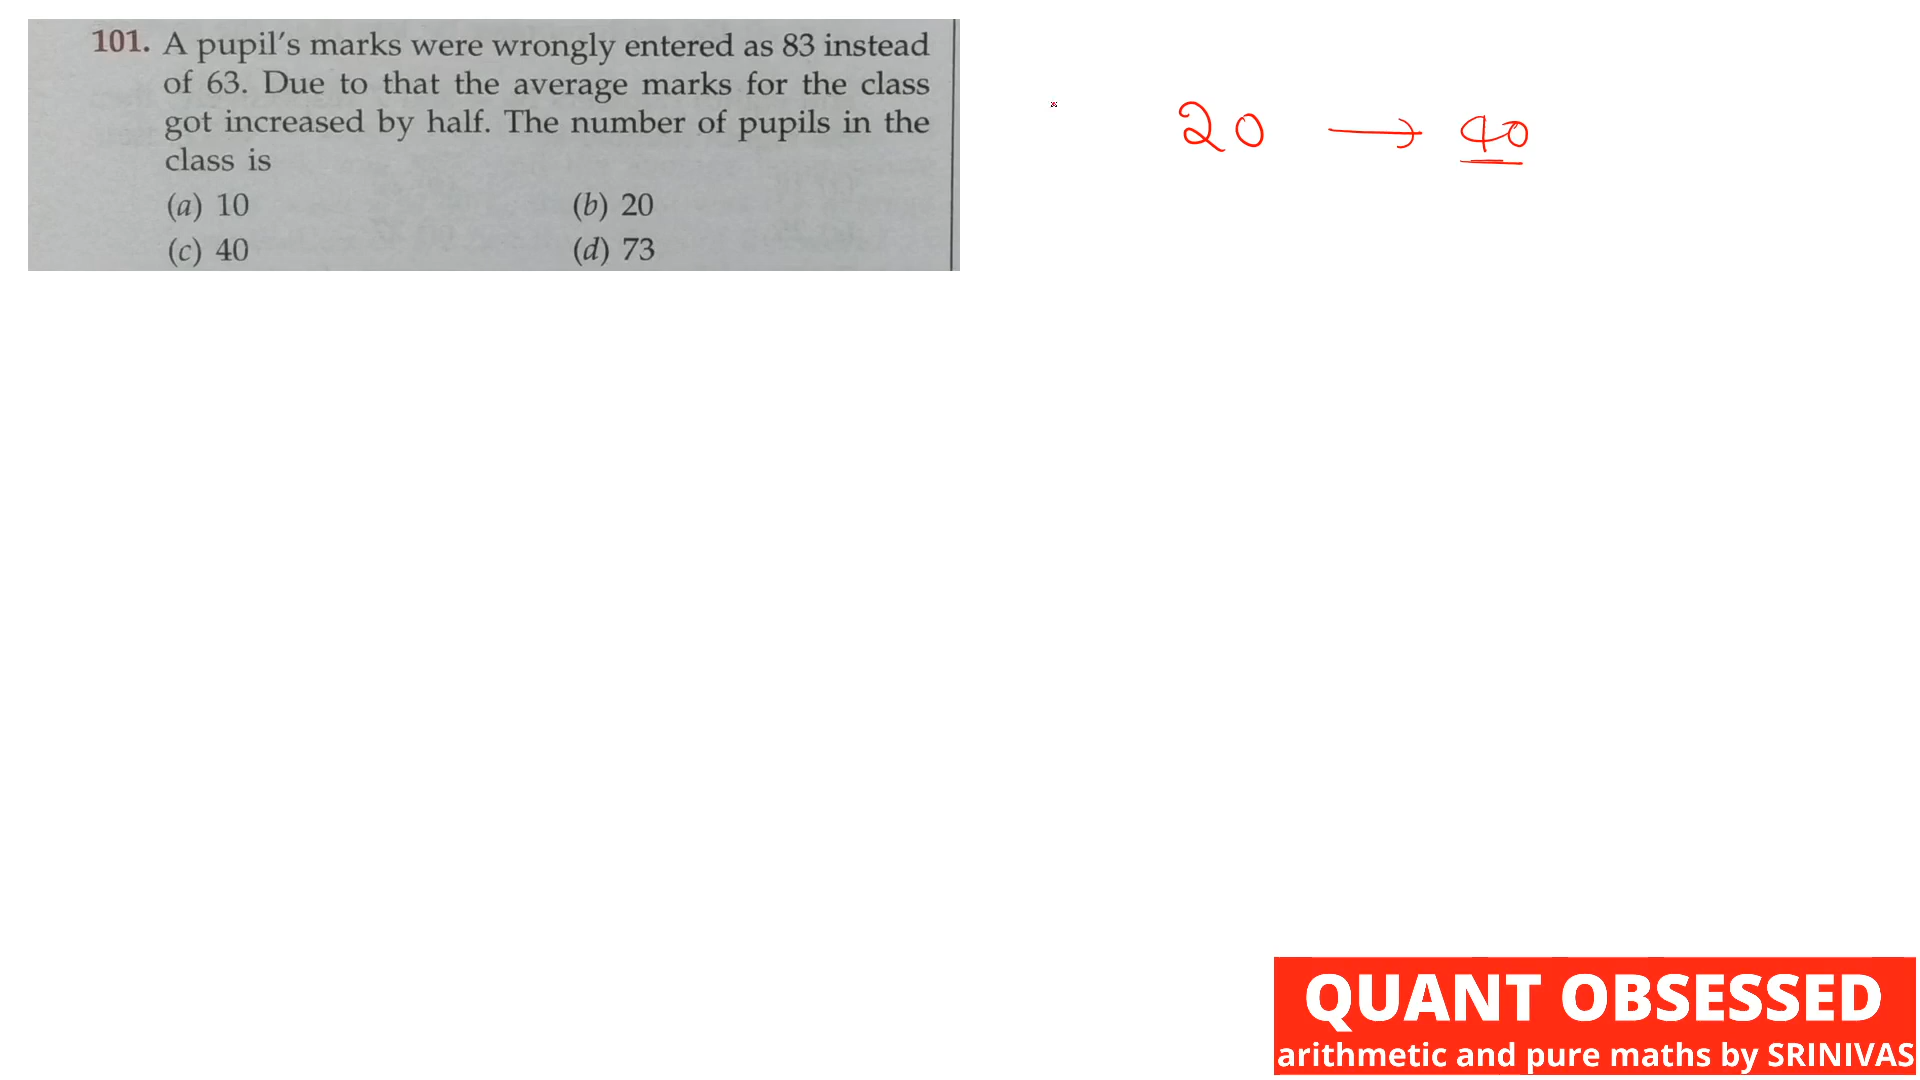 101. A pupil's marks were wrongly entered as 83 instead
of 63. Due to that the average marks for the class
got increased by half. The number of pupils in the
class is
(a) 10 (b) 20
(c) 40 (d) 73
20 → 40
QUANT OBSESSED
arithmetic and pure maths by SRINIVAS